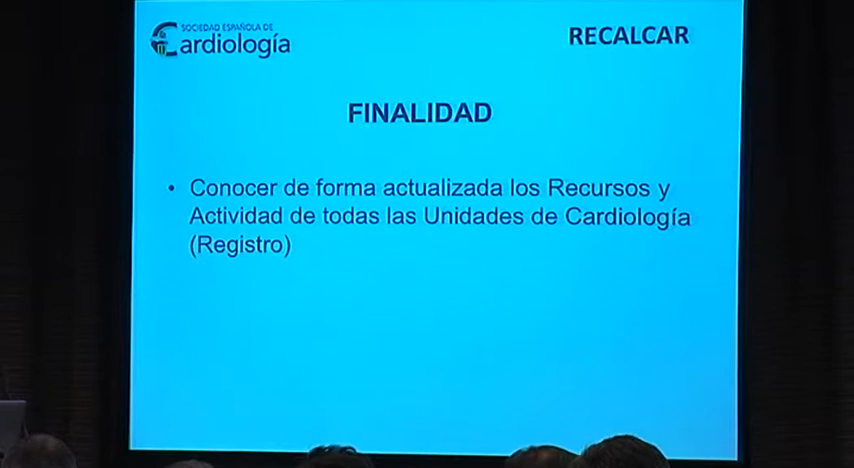 SOCIEDAD ESPAÑOLA DE
Cardiología
RECALCAR
FINALIDAD
• Conocer de forma actualizada los Recursos y
Actividad de todas las Unidades de Cardiología
(Registro)